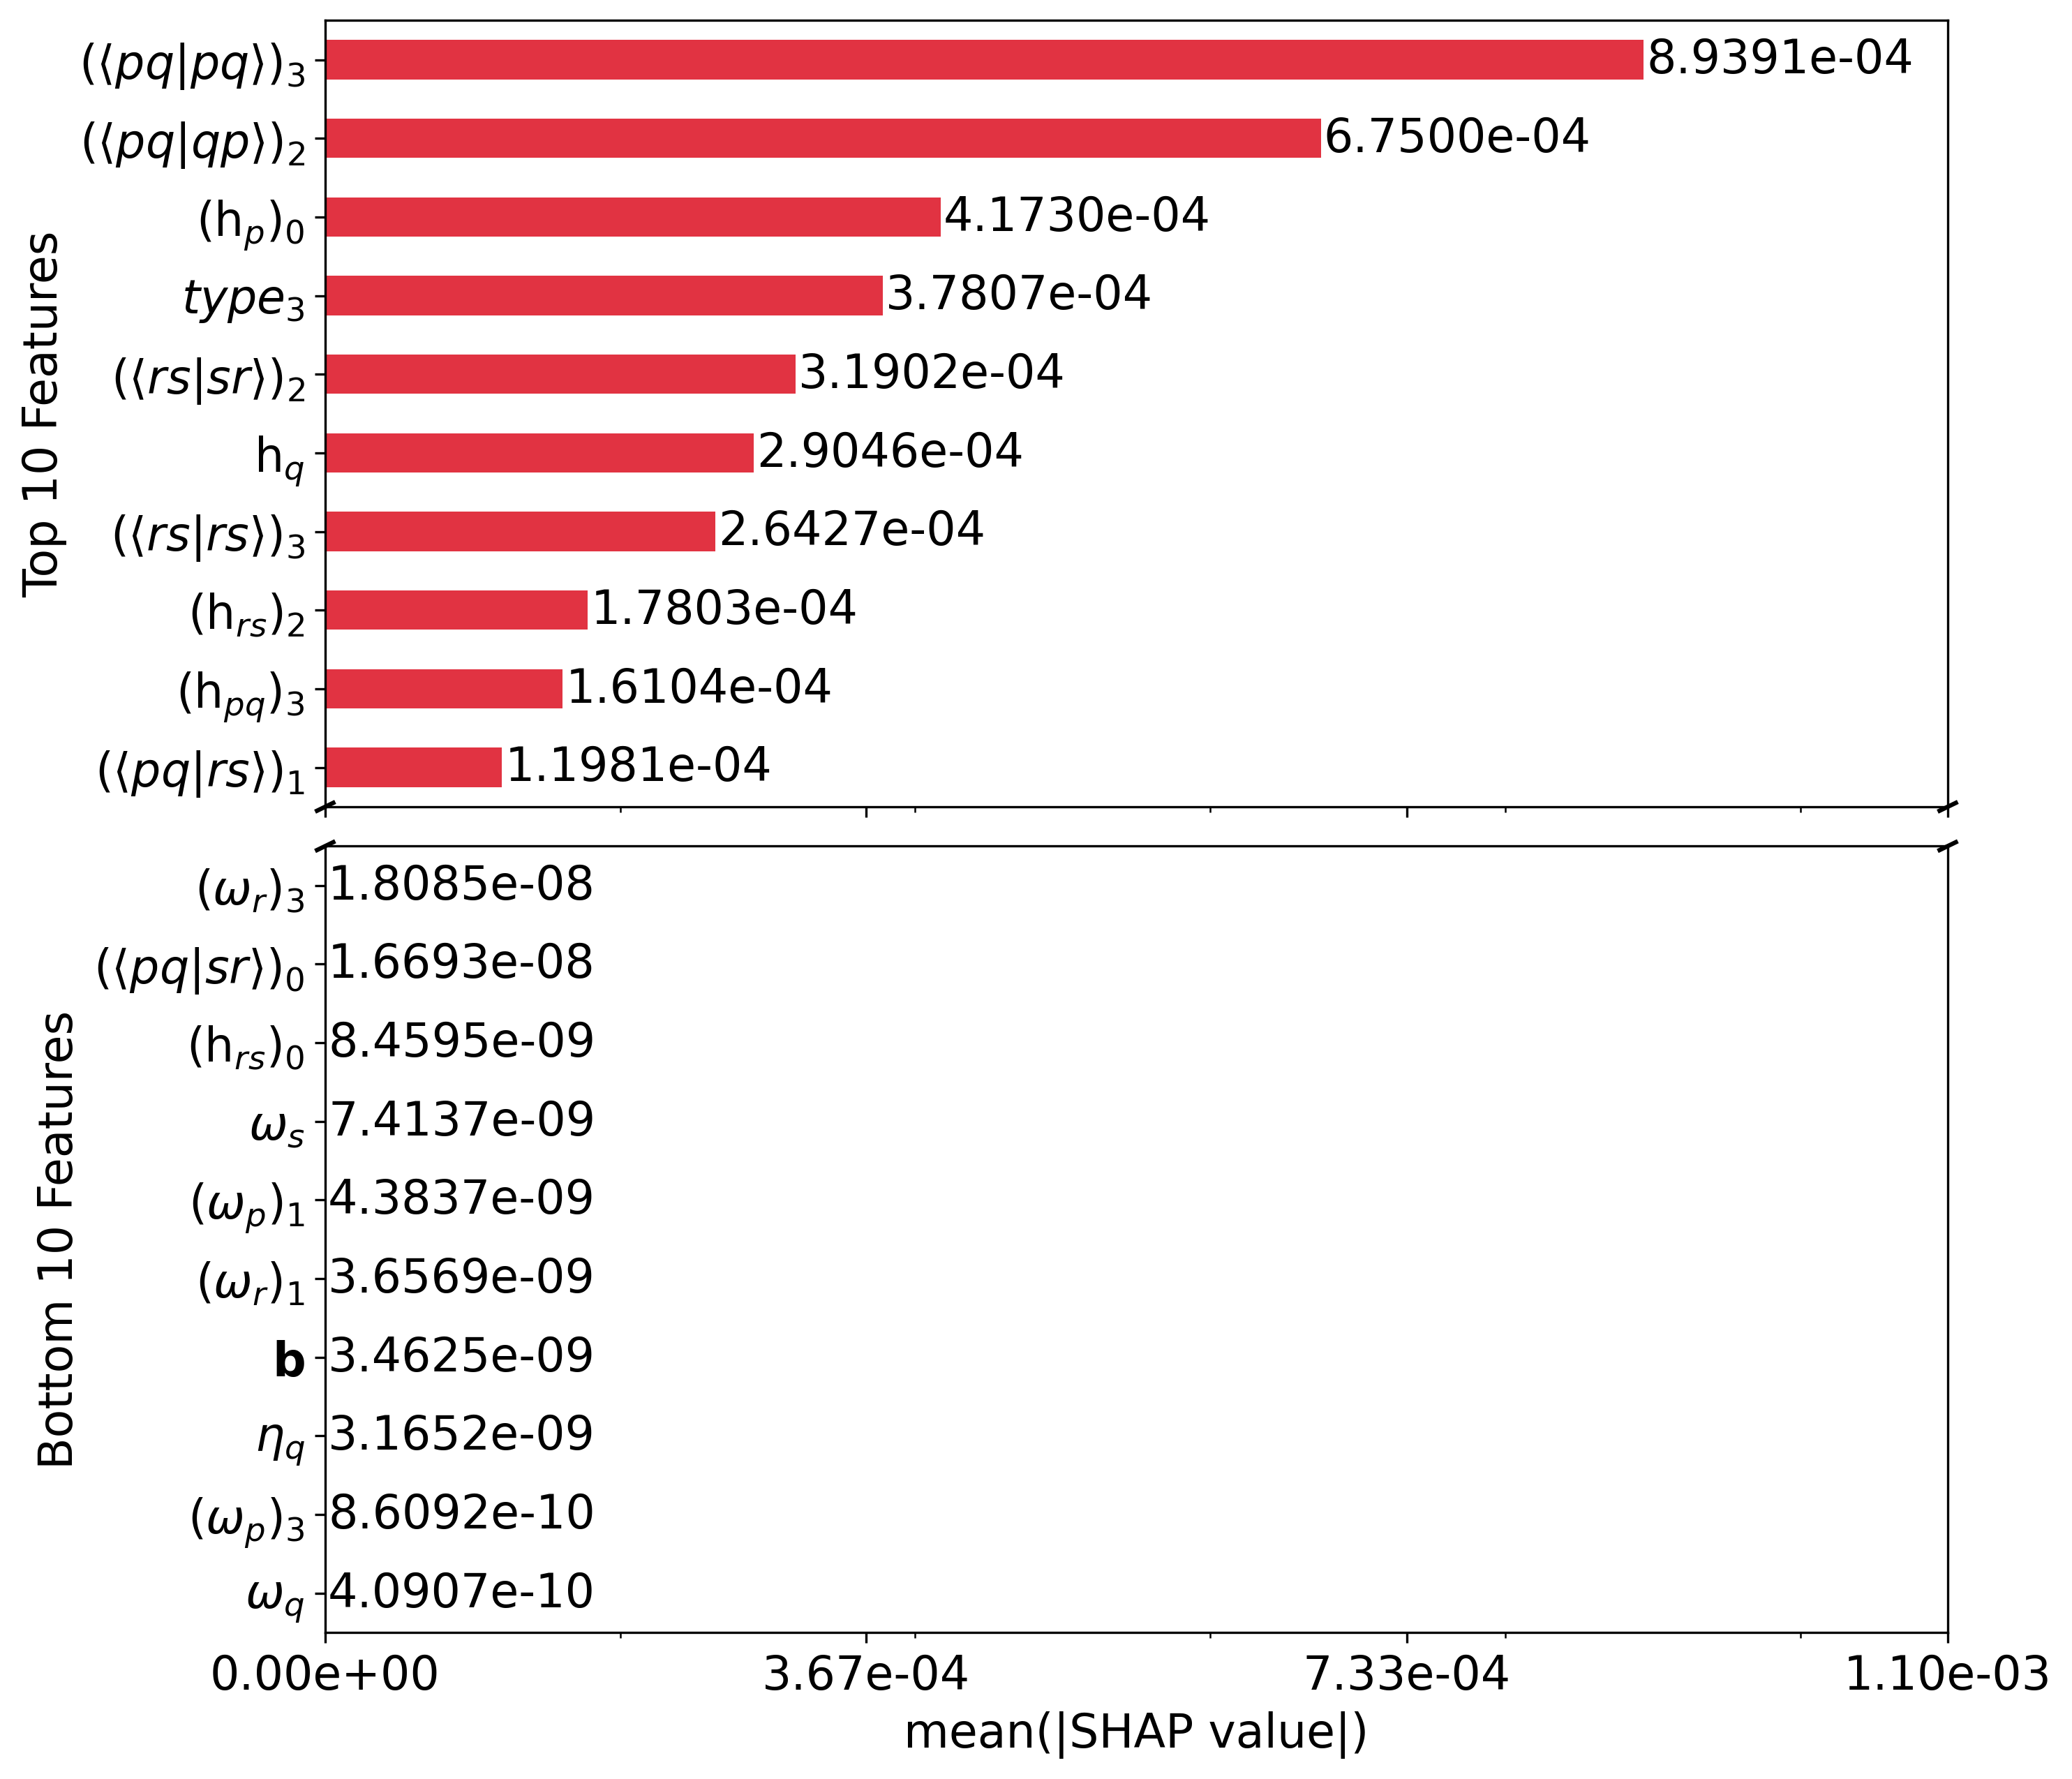 Top 10 Features
(⟨pq|pq⟩)₃ 8.9391e-04
(⟨pq|qp⟩)₂ 6.7500e-04
(hₚ)₀ 4.1730e-04
type₃ 3.7807e-04
(⟨rs|sr⟩)₂ 3.1902e-04
h_q 2.9046e-04
(⟨rs|rs⟩)₃ 2.6427e-04
(h_rs)₂ 1.7803e-04
(h_pq)₃ 1.6104e-04
(⟨pq|rs⟩)₁ 1.1981e-04
Bottom 10 Features
(ω_r)₃ 1.8085e-08
(⟨pq|sr⟩)₀ 1.6693e-08
(h_rs)₀ 8.4595e-09
ω_s 7.4137e-09
(ω_p)₁ 4.3837e-09
(ω_r)₁ 3.6569e-09
b 3.4625e-09
η_q 3.1652e-09
(ω_p)₃ 8.6092e-10
ω_q 4.0907e-10
0.00e+00 3.67e-04 7.33e-04 1.10e-03
mean(|SHAP value|)